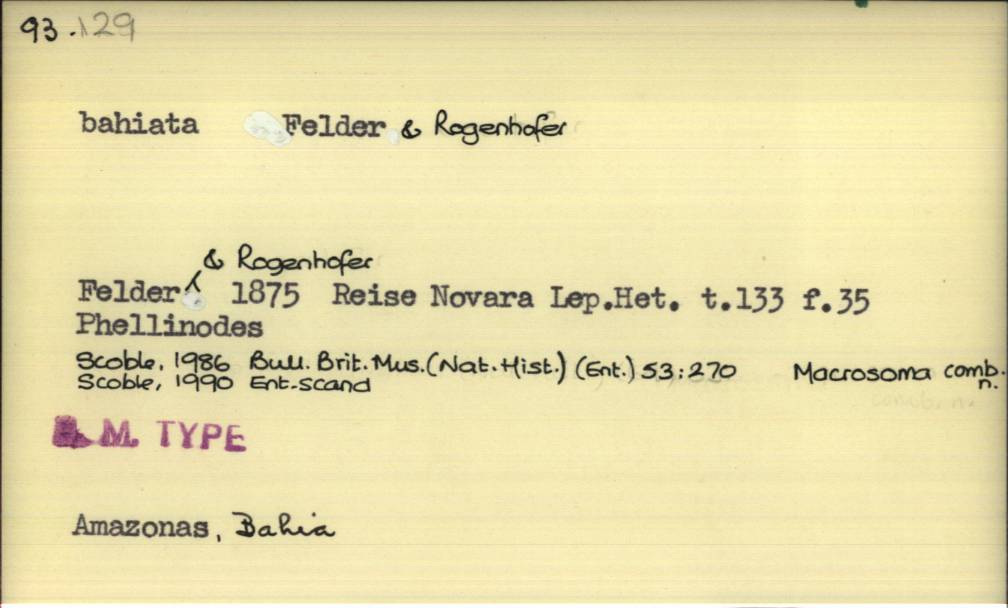 93.129
bahiata Felder & Rogenhofer
& Rogenhofer
Felder 1875 Reise Novara Lep.Het. t.133 f.35
Phellinodes
Scoble, 1986 Bull. Brit. Mus. (Nat. Hist.) (Ent.) 53:270 Macrosoma comb.
n.
Scoble, 1990 Ent. scand
M. TYPE
Amazonas, Bahia